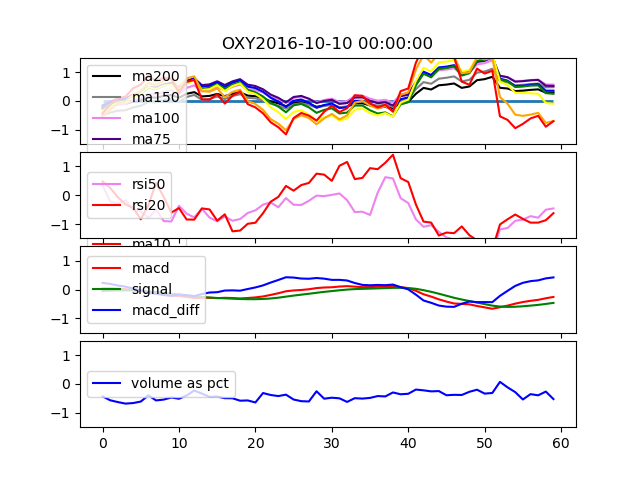 OXY2016-10-10 00:00:00
1
0
−1
ma200
ma150
ma100
ma75
1
0
−1
rsi50
rsi20
ma10
1
0
−1
macd
signal
macd_diff
1
0
−1
volume as pct
0 10 20 30 40 50 60